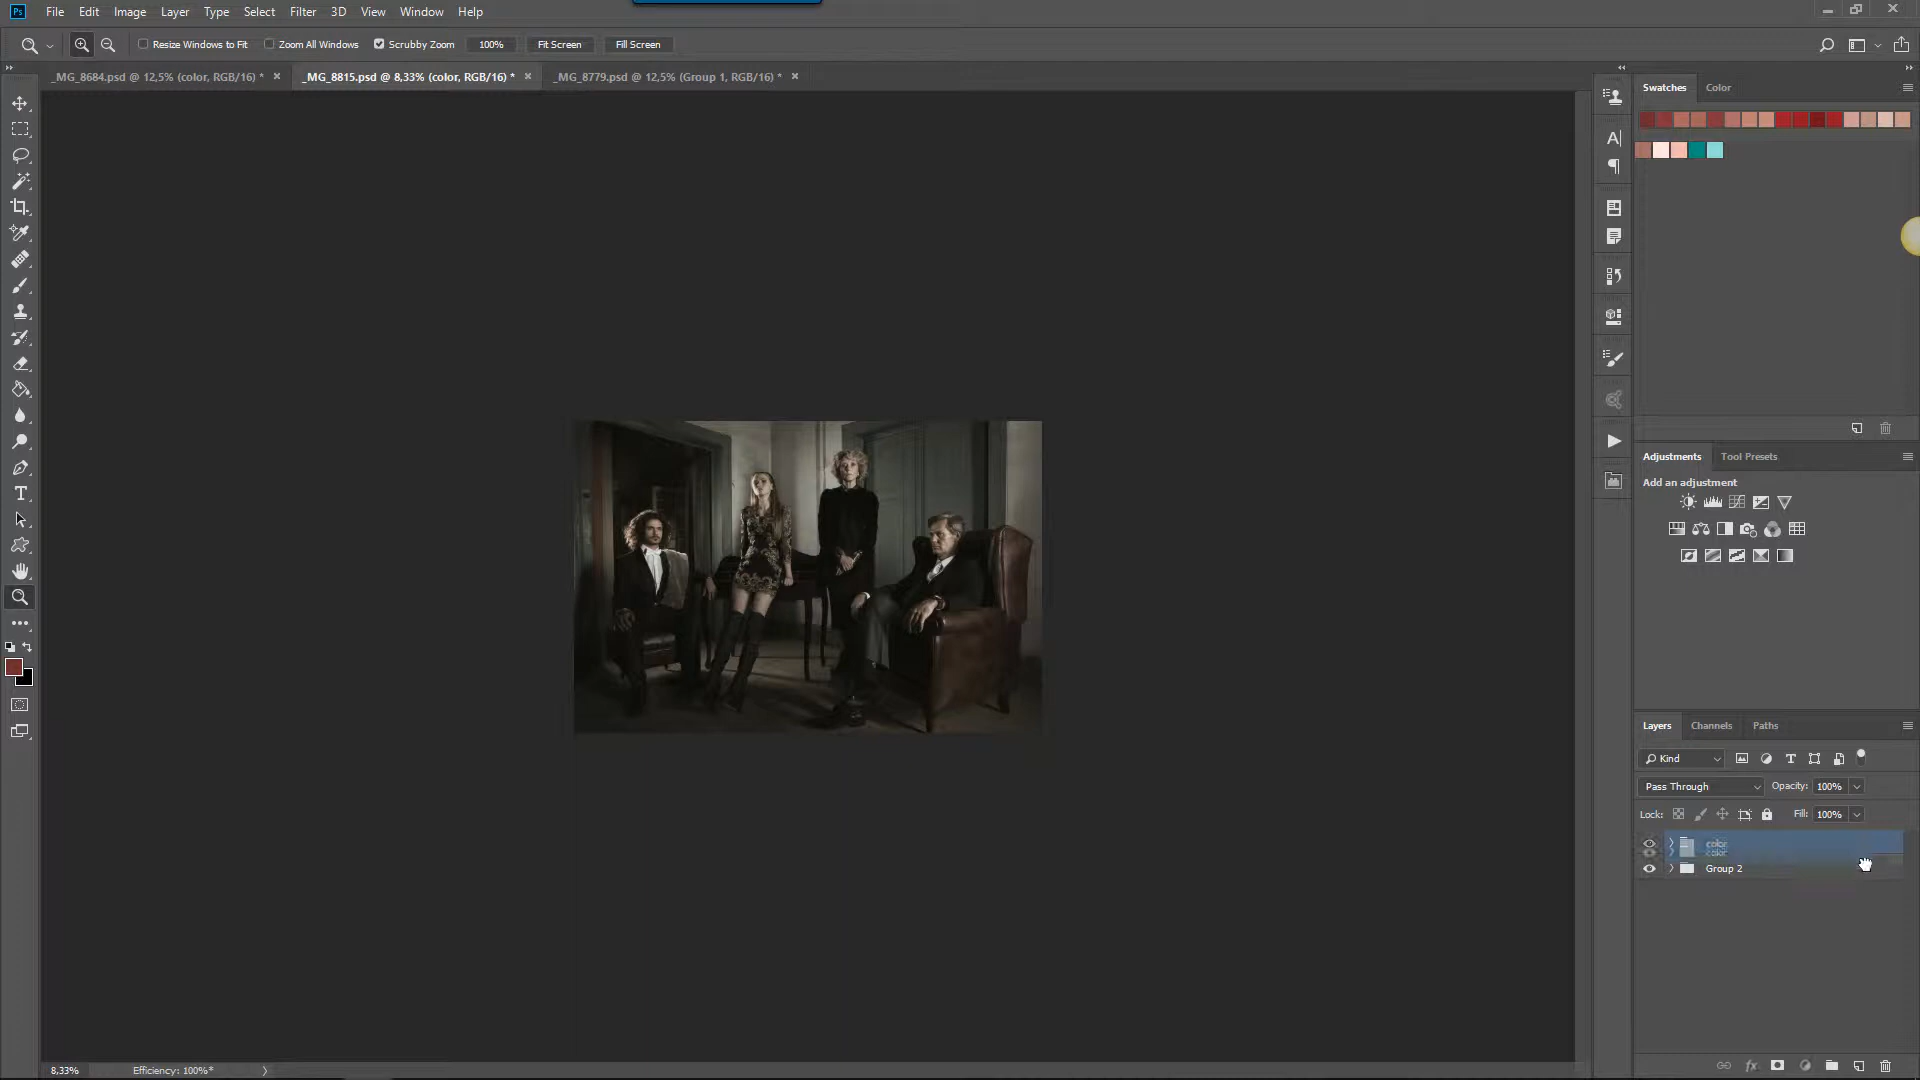 Ps File Edit Image Layer Type Select Filter 3D View Window Help
Resize Windows to Fit Zoom All Windows Scrubby Zoom 100% Fit Screen Fill Screen
_MG_8684.psd @ 12,5% (color, RGB/16) * _MG_8815.psd @ 8,33% (color, RGB/16) * _MG_8779.psd @ 12,5% (Group 1, RGB/16) *
Swatches Color
Adjustments Tool Presets
Add an adjustment
Layers Channels Paths
Kind
Pass Through Opacity: 100%
Lock: Fill: 100%
color
color
Group 2
8,33% Efficiency: 100%*